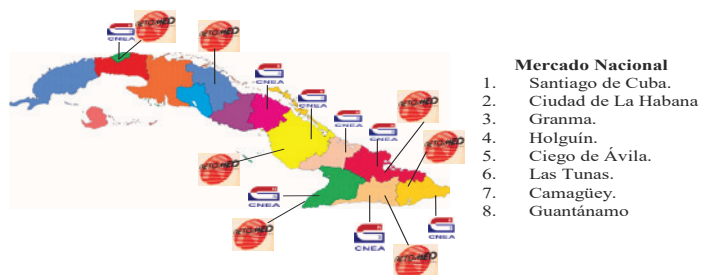 CNEA
CNEA
CNEA
CNEA
CNEA
CNEA
CNEA
CNEA
Mercado Nacional
1. Santiago de Cuba.
2. Ciudad de La Habana
3. Granma.
4. Holguín.
5. Ciego de Ávila.
6. Las Tunas.
7. Camagüey.
8. Guantánamo